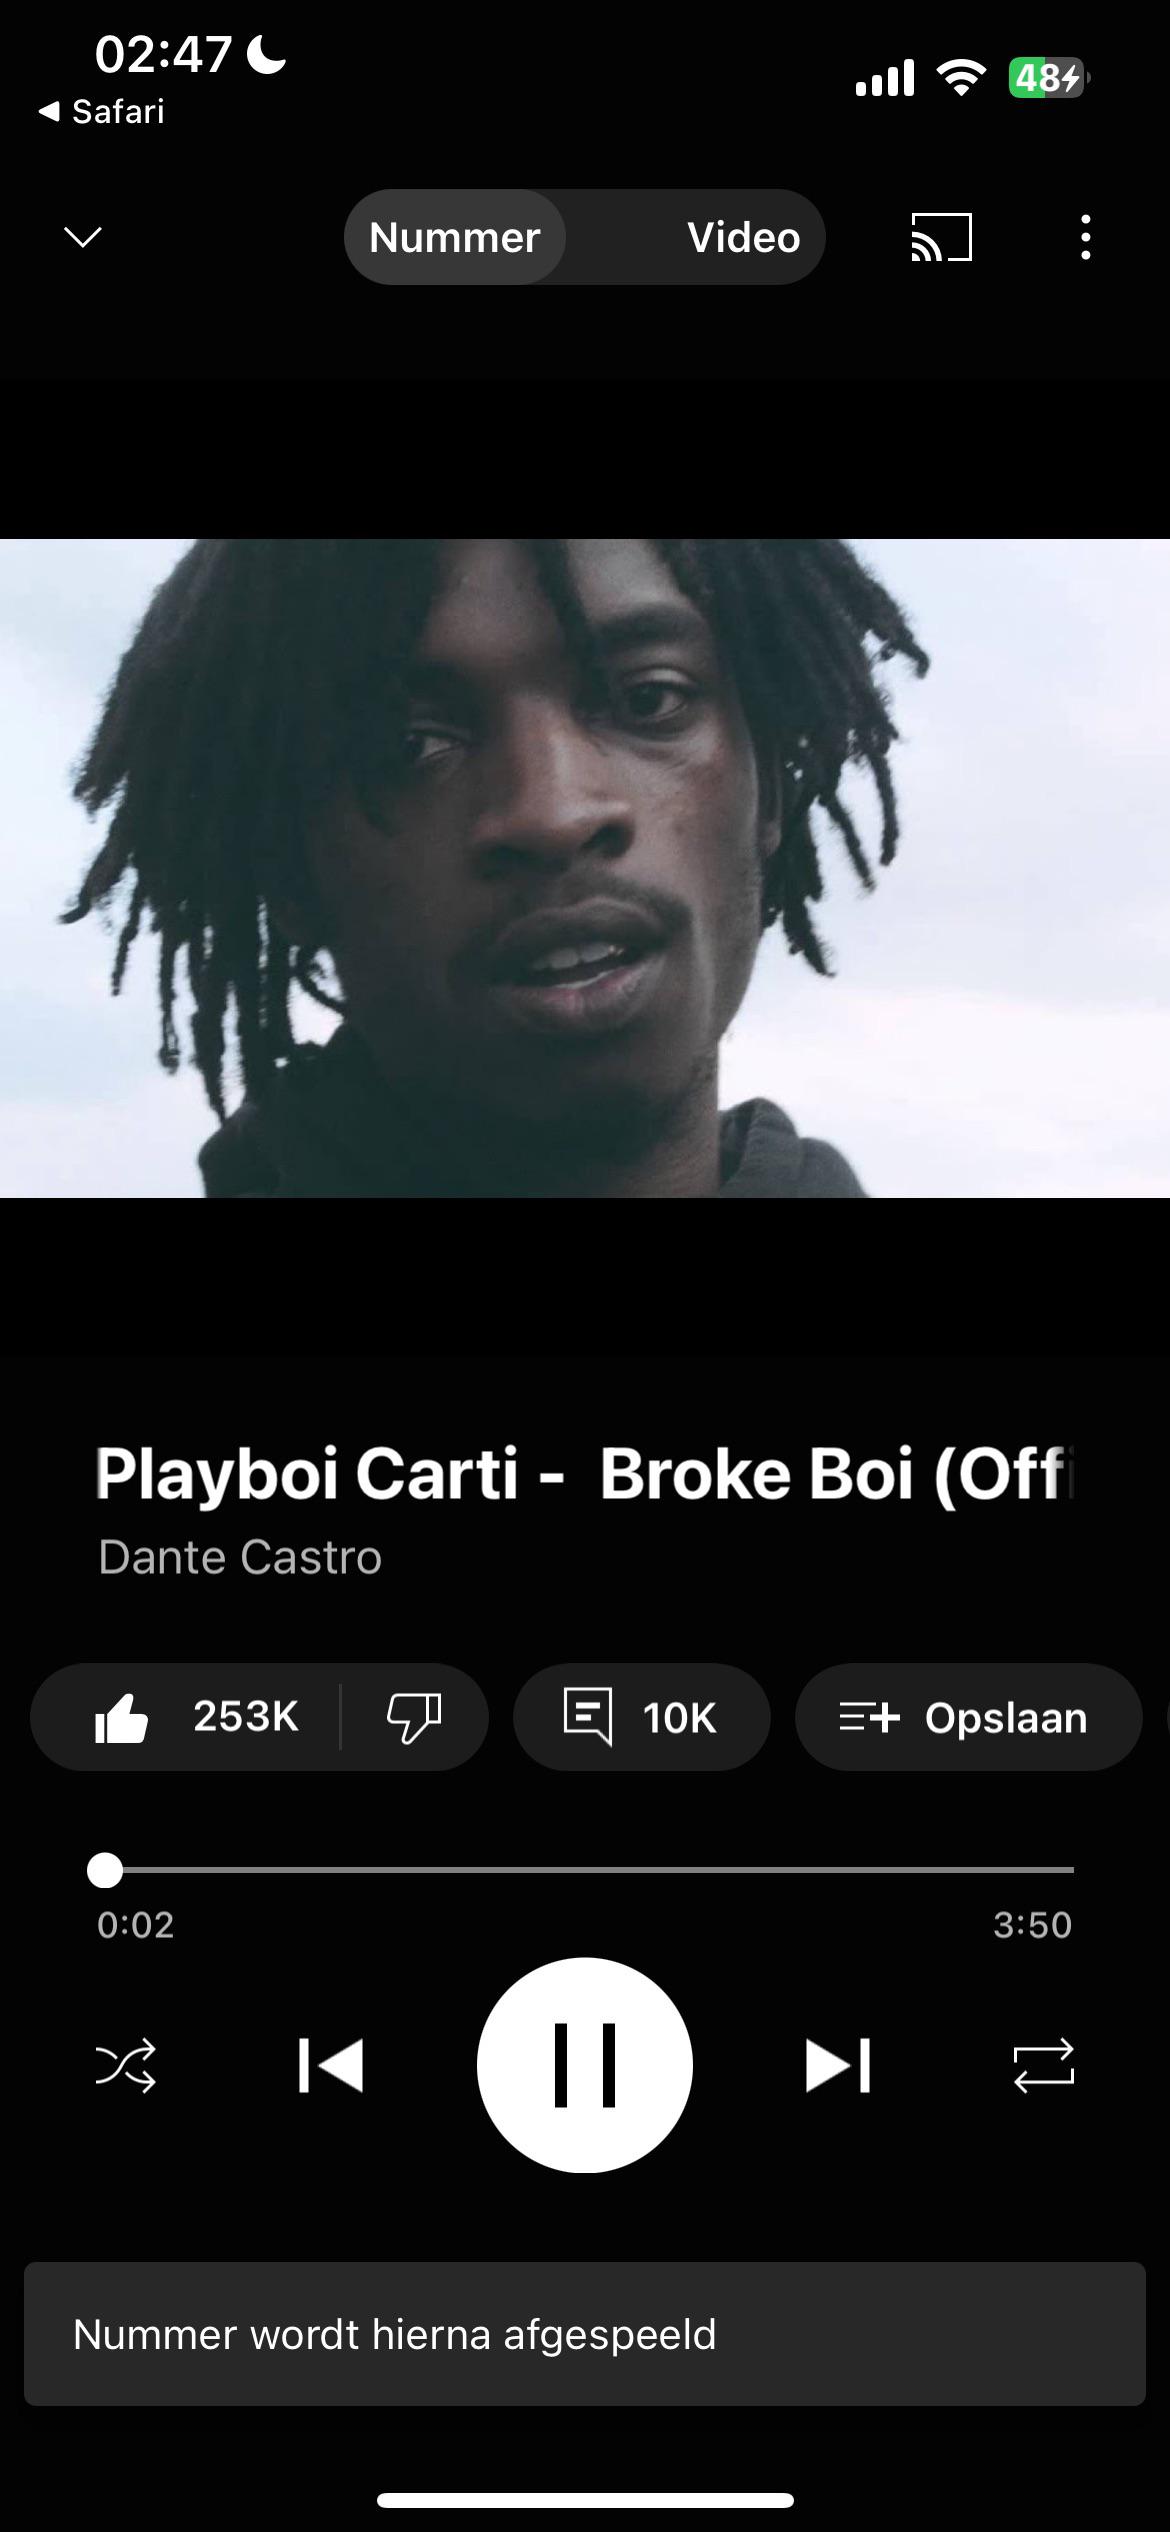 02:47
48
Safari
Nummer
Video
Playboi Carti -  Broke Boi (Offi
Dante Castro
253K
10K
Opslaan
0:02
3:50
Nummer wordt hierna afgespeeld